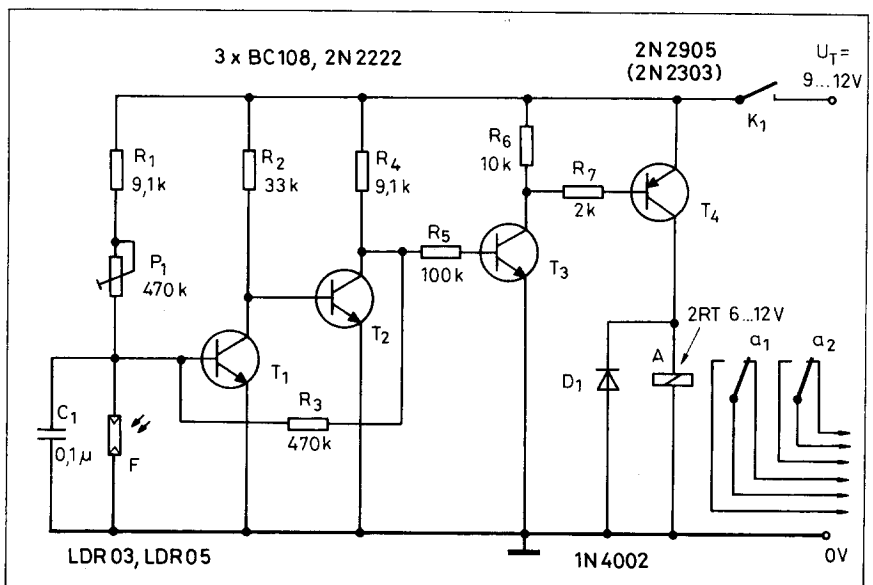 3 x BC108, 2N2222
2N2905
(2N2303)
U_T=
9...12V
K₁
R₁
9,1k
R₂
33k
R₄
9,1k
R₆
10k
R₇
2k
T₄
P₁
470k
R₅
100k
T₃
T₂
T₁
2RT 6...12V
A
a₁
a₂
D₁
C₁
0,1µ
F
R₃
470k
LDR03, LDR05
1N4002
0V